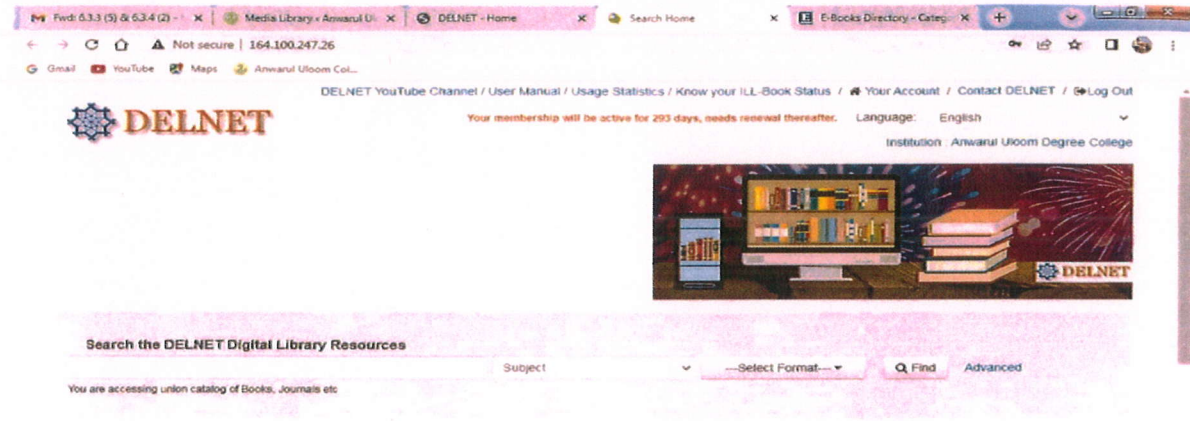 Fwd: 6.3.3 (5) & 6.3.4 (2) - Media Library ‹ Anwarul Ul DELNET - Home Search Home E-Books Directory - Categ
Not secure | 164.100.247.26
Gmail YouTube Maps Anwarul Uloom Col...
DELNET YouTube Channel / User Manual / Usage Statistics / Know your ILL-Book Status / Your Account / Contact DELNET / Log Out
DELNET
Your membership will be active for 293 days, needs renewal thereafter. Language: English
Institution : Anwarul Uloom Degree College
DELNET
Search the DELNET Digital Library Resources
Subject ---Select Format--- Find Advanced
You are accessing union catalog of Books, Journals etc